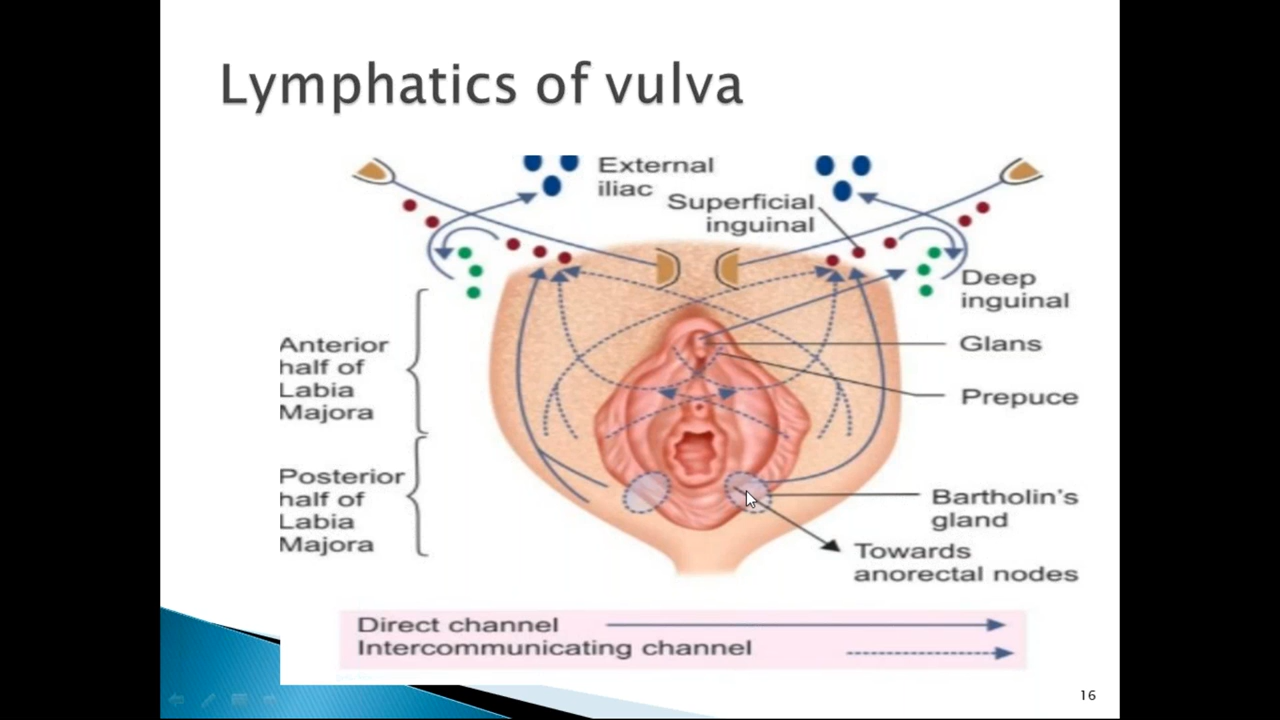 Lymphatics of vulva
External
iliac
Superficial
inguinal
Deep
inguinal
Glans
Prepuce
Anterior
half of
Labia
Majora
Posterior
half of
Labia
Majora
Bartholin's
gland
Towards
anorectal nodes
Direct channel
Intercommunicating channel
16